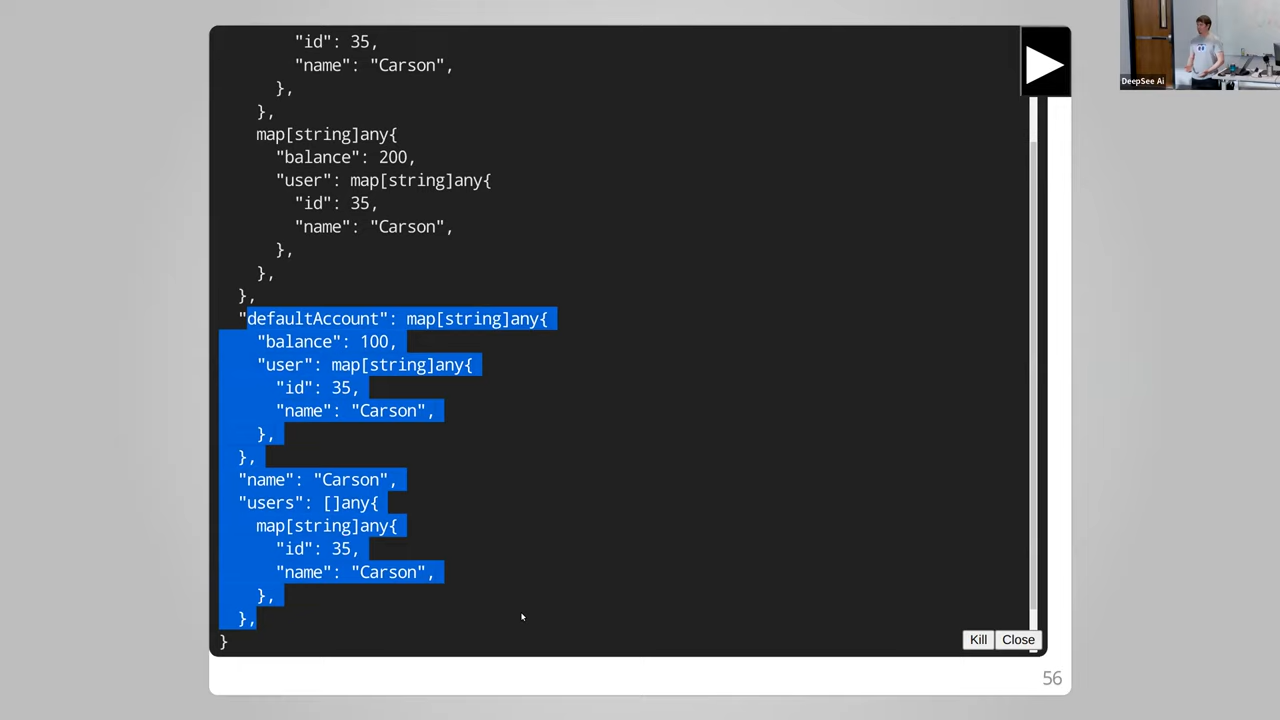 "id": 35,
"name": "Carson",
},
},
map[string]any{
"balance": 200,
"user": map[string]any{
"id": 35,
"name": "Carson",
},
},
},
"defaultAccount": map[string]any{
"balance": 100,
"user": map[string]any{
"id": 35,
"name": "Carson",
},
},
"name": "Carson",
"users": []any{
map[string]any{
"id": 35,
"name": "Carson",
},
},
}
Kill Close
56
DeepSee Ai